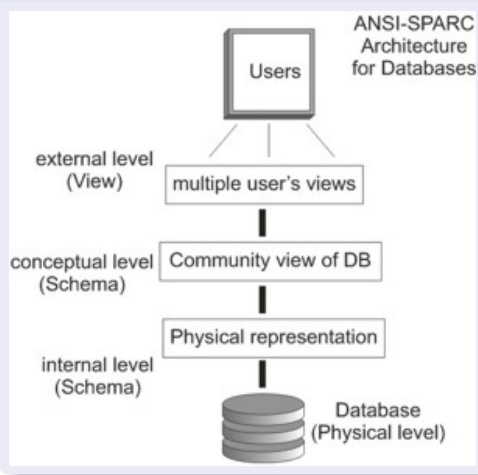 ANSI-SPARC
Architecture
for Databases
Users
external level
(View)
multiple user's views
conceptual level
(Schema)
Community view of DB
Physical representation
internal level
(Schema)
Database
(Physical level)